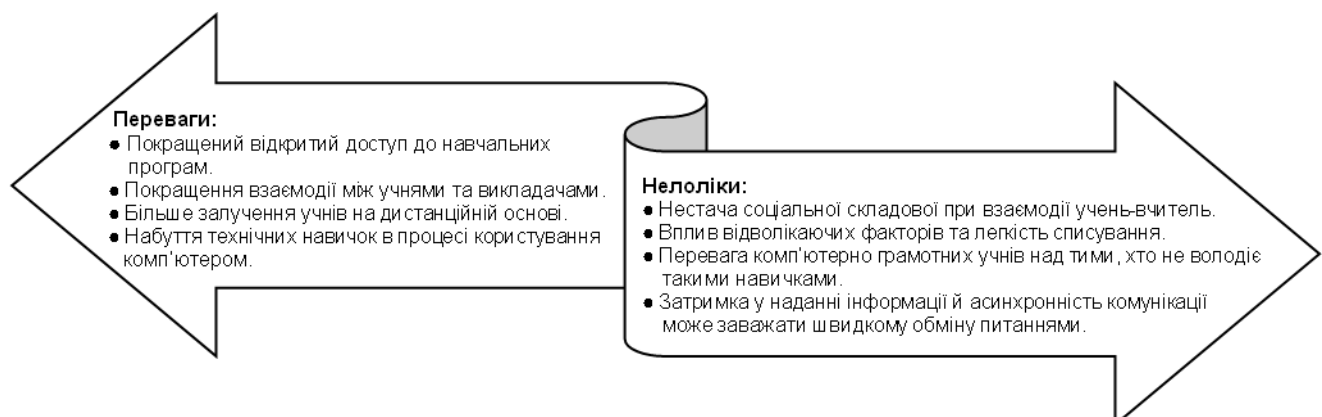 Переваги:
● Покращений відкритий доступ до навчальних
програм.
● Покращення взаємодії між учнями та викладачами.
● Більше залучення учнів на дистанційній основі.
● Набуття технічних навичок в процесі користування
комп'ютером.
Нелоліки:
● Нестача соціальної складової при взаємодії учень-вчитель.
● Вплив відволікаючих факторів та легкість списування.
● Перевага комп'ютерно грамотних учнів над тими, хто не володіє
такими навичками.
● Затримка у наданні інформації й асинхронність комунікації
може заважати швидкому обміну питаннями.